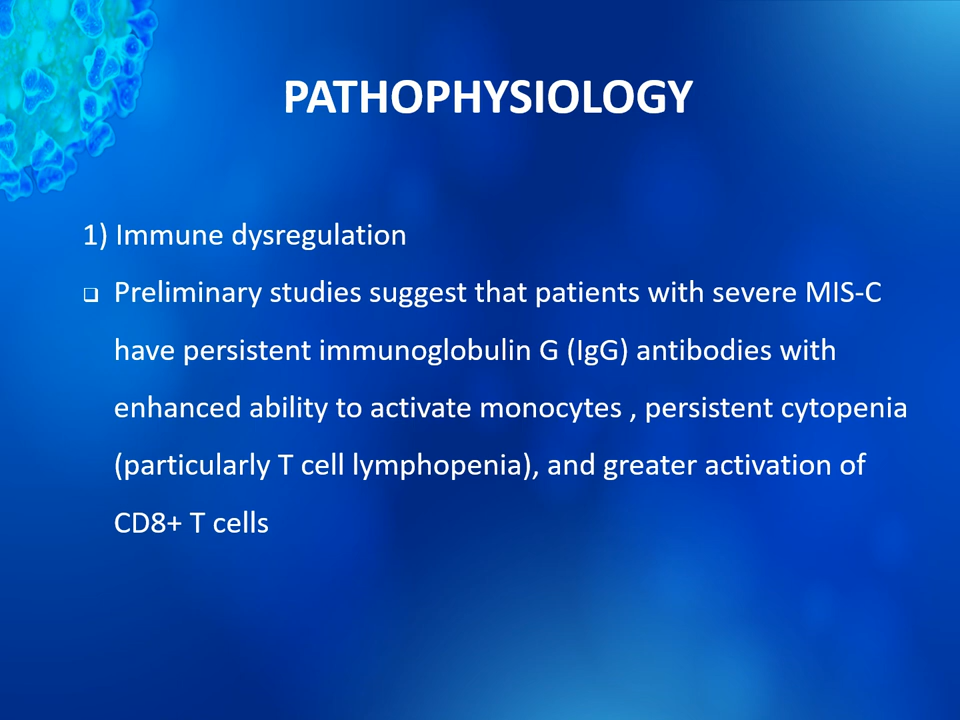 PATHOPHYSIOLOGY
1) Immune dysregulation
❑ Preliminary studies suggest that patients with severe MIS-C
have persistent immunoglobulin G (IgG) antibodies with
enhanced ability to activate monocytes , persistent cytopenia
(particularly T cell lymphopenia), and greater activation of
CD8+ T cells